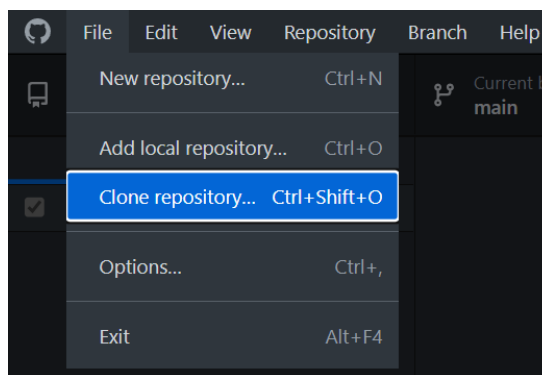 File Edit View Repository Branch Help
New repository... Ctrl+N
Current
main
Add local repository... Ctrl+O
Clone repository... Ctrl+Shift+O
Options... Ctrl+,
Exit Alt+F4